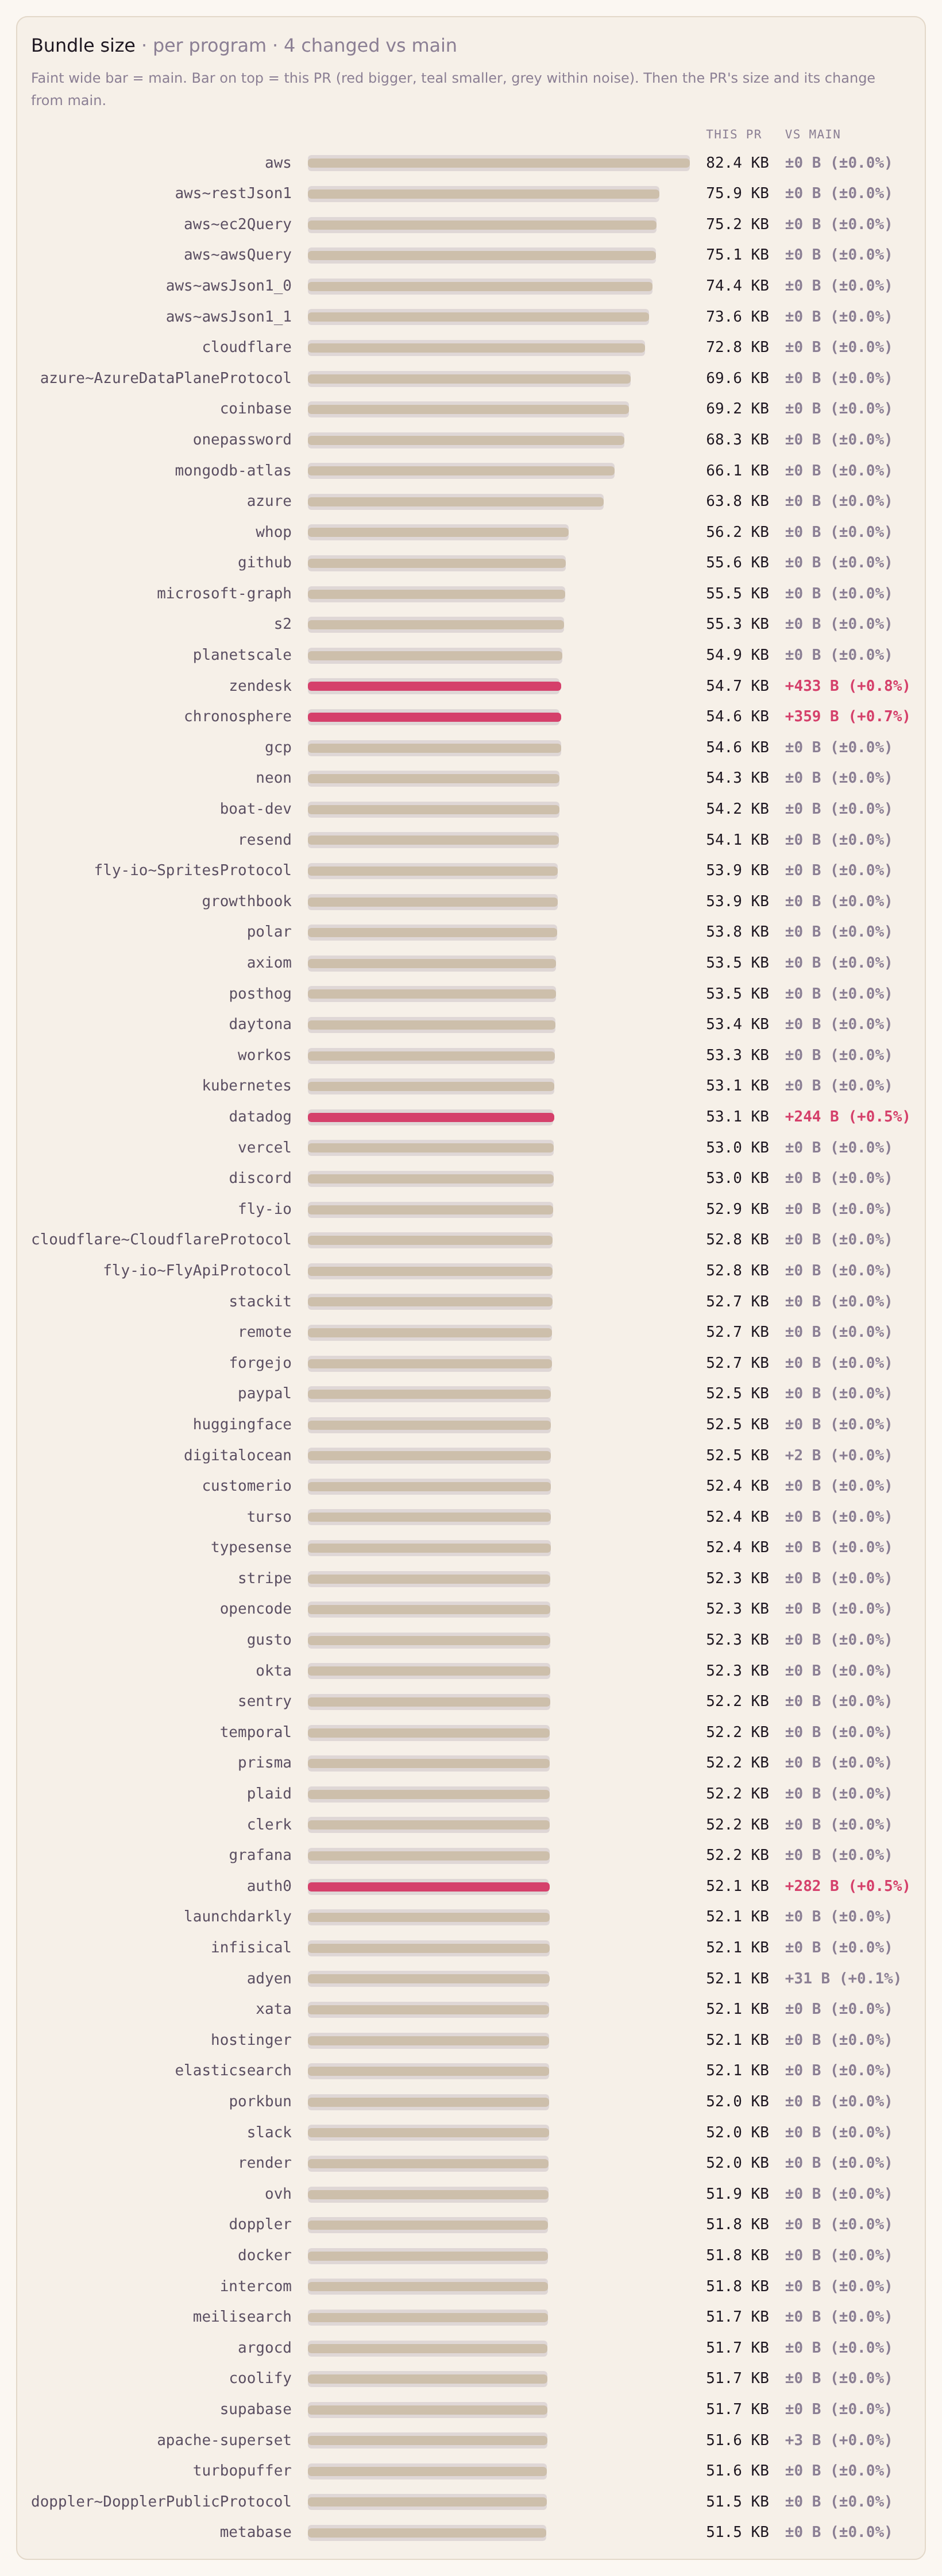 Bundle size · per program · 4 changed vs main
Faint wide bar = main. Bar on top = this PR (red bigger, teal smaller, grey within noise). Then the PR's size and its change
from main.
THIS PR VS MAIN
aws 82.4 KB ±0 B (±0.0%)
aws~restJson1 75.9 KB ±0 B (±0.0%)
aws~ec2Query 75.2 KB ±0 B (±0.0%)
aws~awsQuery 75.1 KB ±0 B (±0.0%)
aws~awsJson1_0 74.4 KB ±0 B (±0.0%)
aws~awsJson1_1 73.6 KB ±0 B (±0.0%)
cloudflare 72.8 KB ±0 B (±0.0%)
azure~AzureDataPlaneProtocol 69.6 KB ±0 B (±0.0%)
coinbase 69.2 KB ±0 B (±0.0%)
onepassword 68.3 KB ±0 B (±0.0%)
mongodb-atlas 66.1 KB ±0 B (±0.0%)
azure 63.8 KB ±0 B (±0.0%)
whop 56.2 KB ±0 B (±0.0%)
github 55.6 KB ±0 B (±0.0%)
microsoft-graph 55.5 KB ±0 B (±0.0%)
s2 55.3 KB ±0 B (±0.0%)
planetscale 54.9 KB ±0 B (±0.0%)
zendesk 54.7 KB +433 B (+0.8%)
chronosphere 54.6 KB +359 B (+0.7%)
gcp 54.6 KB ±0 B (±0.0%)
neon 54.3 KB ±0 B (±0.0%)
boat-dev 54.2 KB ±0 B (±0.0%)
resend 54.1 KB ±0 B (±0.0%)
fly-io~SpritesProtocol 53.9 KB ±0 B (±0.0%)
growthbook 53.9 KB ±0 B (±0.0%)
polar 53.8 KB ±0 B (±0.0%)
axiom 53.5 KB ±0 B (±0.0%)
posthog 53.5 KB ±0 B (±0.0%)
daytona 53.4 KB ±0 B (±0.0%)
workos 53.3 KB ±0 B (±0.0%)
kubernetes 53.1 KB ±0 B (±0.0%)
datadog 53.1 KB +244 B (+0.5%)
vercel 53.0 KB ±0 B (±0.0%)
discord 53.0 KB ±0 B (±0.0%)
fly-io 52.9 KB ±0 B (±0.0%)
cloudflare~CloudflareProtocol 52.8 KB ±0 B (±0.0%)
fly-io~FlyApiProtocol 52.8 KB ±0 B (±0.0%)
stackit 52.7 KB ±0 B (±0.0%)
remote 52.7 KB ±0 B (±0.0%)
forgejo 52.7 KB ±0 B (±0.0%)
paypal 52.5 KB ±0 B (±0.0%)
huggingface 52.5 KB ±0 B (±0.0%)
digitalocean 52.5 KB +2 B (+0.0%)
customerio 52.4 KB ±0 B (±0.0%)
turso 52.4 KB ±0 B (±0.0%)
typesense 52.4 KB ±0 B (±0.0%)
stripe 52.3 KB ±0 B (±0.0%)
opencode 52.3 KB ±0 B (±0.0%)
gusto 52.3 KB ±0 B (±0.0%)
okta 52.3 KB ±0 B (±0.0%)
sentry 52.2 KB ±0 B (±0.0%)
temporal 52.2 KB ±0 B (±0.0%)
prisma 52.2 KB ±0 B (±0.0%)
plaid 52.2 KB ±0 B (±0.0%)
clerk 52.2 KB ±0 B (±0.0%)
grafana 52.2 KB ±0 B (±0.0%)
auth0 52.1 KB +282 B (+0.5%)
launchdarkly 52.1 KB ±0 B (±0.0%)
infisical 52.1 KB ±0 B (±0.0%)
adyen 52.1 KB +31 B (+0.1%)
xata 52.1 KB ±0 B (±0.0%)
hostinger 52.1 KB ±0 B (±0.0%)
elasticsearch 52.1 KB ±0 B (±0.0%)
porkbun 52.0 KB ±0 B (±0.0%)
slack 52.0 KB ±0 B (±0.0%)
render 52.0 KB ±0 B (±0.0%)
ovh 51.9 KB ±0 B (±0.0%)
doppler 51.8 KB ±0 B (±0.0%)
docker 51.8 KB ±0 B (±0.0%)
intercom 51.8 KB ±0 B (±0.0%)
meilisearch 51.7 KB ±0 B (±0.0%)
argocd 51.7 KB ±0 B (±0.0%)
coolify 51.7 KB ±0 B (±0.0%)
supabase 51.7 KB ±0 B (±0.0%)
apache-superset 51.6 KB +3 B (+0.0%)
turbopuffer 51.6 KB ±0 B (±0.0%)
doppler~DopplerPublicProtocol 51.5 KB ±0 B (±0.0%)
metabase 51.5 KB ±0 B (±0.0%)